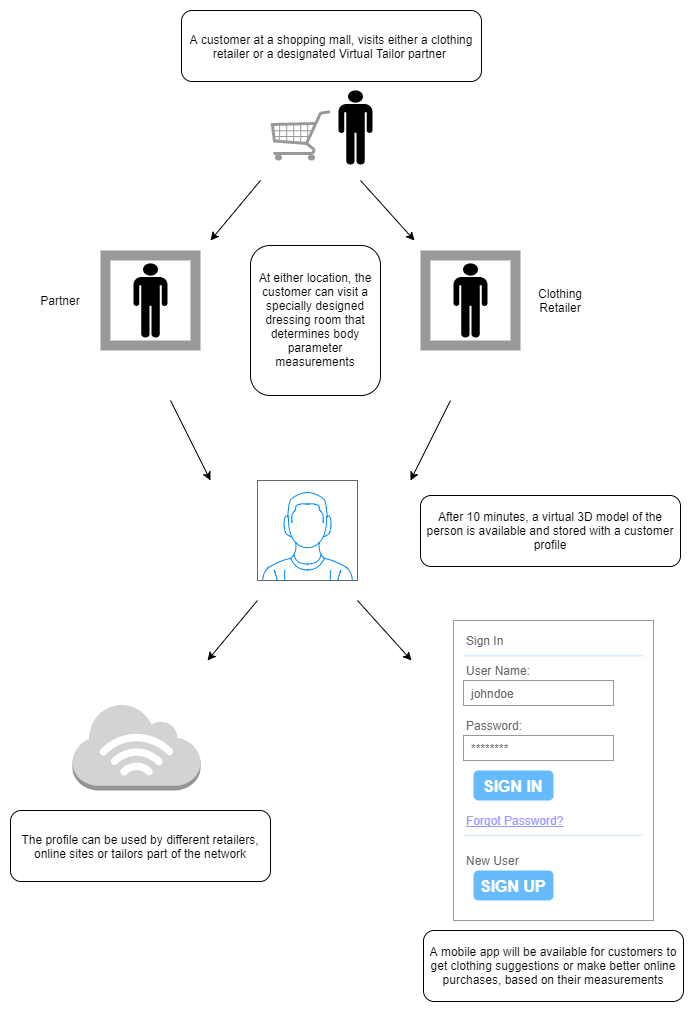 A customer at a shopping mall, visits either a clothing
retailer or a designated Virtual Tailor partner
Partner
At either location, the
customer can visit a
specially designed
dressing room that
determines body
parameter
measurements
Clothing
Retailer
After 10 minutes, a virtual 3D model of the
person is available and stored with a customer
profile
Sign In
User Name:
johndoe
Password:
********
SIGN IN
Forgot Password?
New User
SIGN UP
The profile can be used by different retailers,
online sites or tailors part of the network
A mobile app will be available for customers to
get clothing suggestions or make better online
purchases, based on their measurements